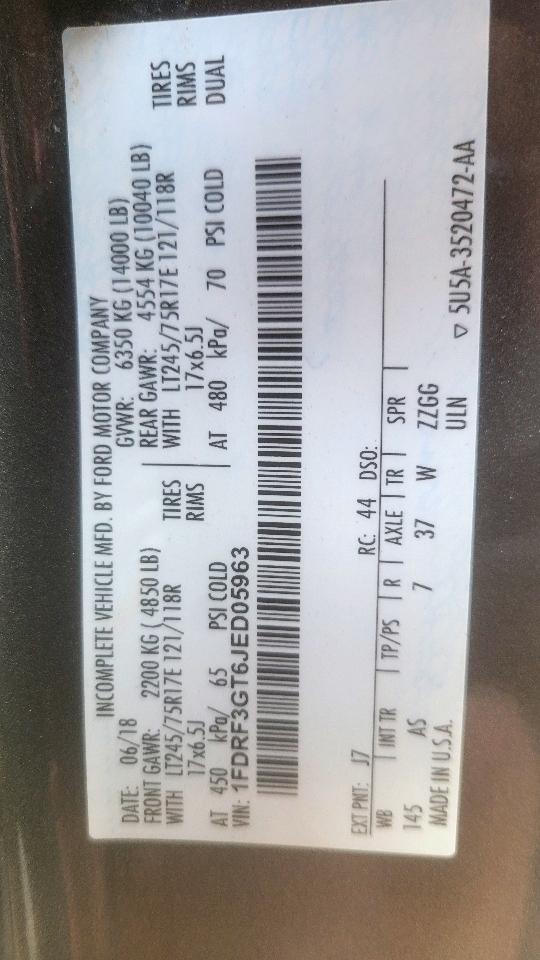 INCOMPLETE VEHICLE MFD. BY FORD MOTOR COMPANY
DATE: 06/18 GVWR: 6350 KG (14000 LB)
FRONT GAWR: 2200 KG ( 4850 LB) REAR GAWR: 4554 KG (10040 LB)
WITH LT245/75R17E 121/118R TIRES WITH LT245/75R17E 121/118R TIRES
17x6.5J RIMS 17x6.5J RIMS
AT 450 kPa/ 65 PSI COLD AT 480 kPa/ 70 PSI COLD DUAL
VIN: 1FDRF3GT6JED05963
EXT PNT: J7 RC: 44 DSO:
WB INT TR TP/PS R AXLE TR SPR
145 AS 7 37 W ZZGG
MADE IN U.S.A. ULN
▽ 5U5A-3520472-AA